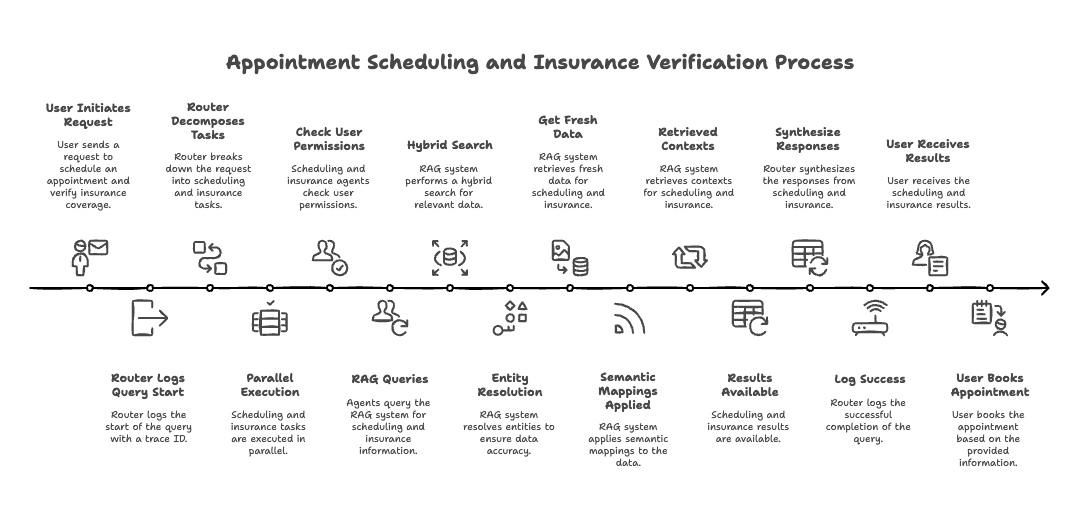 Appointment Scheduling and Insurance Verification Process
User Initiates
Request
User sends a
request to
schedule an
appointment and
verify insurance
coverage.
Router
Decomposes
Tasks
Router breaks
down the request
into scheduling
and insurance
tasks.
Check User
Permissions
Scheduling and
insurance agents
check user
permissions.
Hybrid Search
RAG system
performs a hybrid
search for
relevant data.
Get Fresh
Data
RAG system
retrieves fresh
data for
scheduling and
insurance.
Retrieved
Contexts
RAG system
retrieves contexts
for scheduling and
insurance.
Synthesize
Responses
Router synthesizes
the responses from
scheduling and
insurance.
User Receives
Results
User receives the
scheduling and
insurance results.
Router Logs
Query Start
Router logs the
start of the query
with a trace ID.
Parallel
Execution
Scheduling and
insurance tasks
are executed in
parallel.
RAG Queries
Agents query the
RAG system for
scheduling and
insurance
information.
Entity
Resolution
RAG system
resolves entities to
ensure data
accuracy.
Semantic
Mappings
Applied
RAG system
applies semantic
mappings to the
data.
Results
Available
Scheduling and
insurance results
are available.
Log Success
Router logs the
successful
completion of the
query.
User Books
Appointment
User books the
appointment
based on the
provided
information.